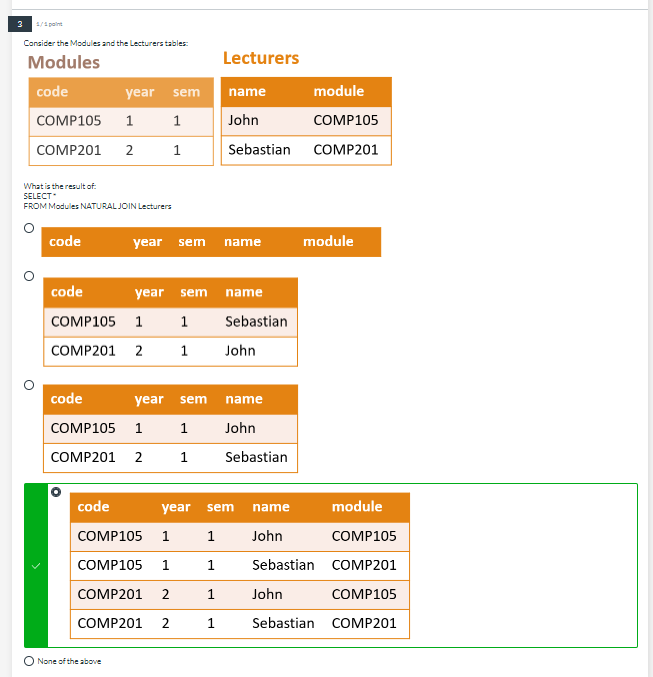 3
1 / 1 point
Consider the Modules and the Lecturers tables:
Modules
Lecturers
code year sem
COMP105 1 1
COMP201 2 1
name module
John COMP105
Sebastian COMP201
What is the result of:
SELECT *
FROM Modules NATURAL JOIN Lecturers
code year sem name module
code year sem name
COMP105 1 1 Sebastian
COMP201 2 1 John
code year sem name
COMP105 1 1 John
COMP201 2 1 Sebastian
code year sem name module
COMP105 1 1 John COMP105
COMP105 1 1 Sebastian COMP201
COMP201 2 1 John COMP105
COMP201 2 1 Sebastian COMP201
None of the above